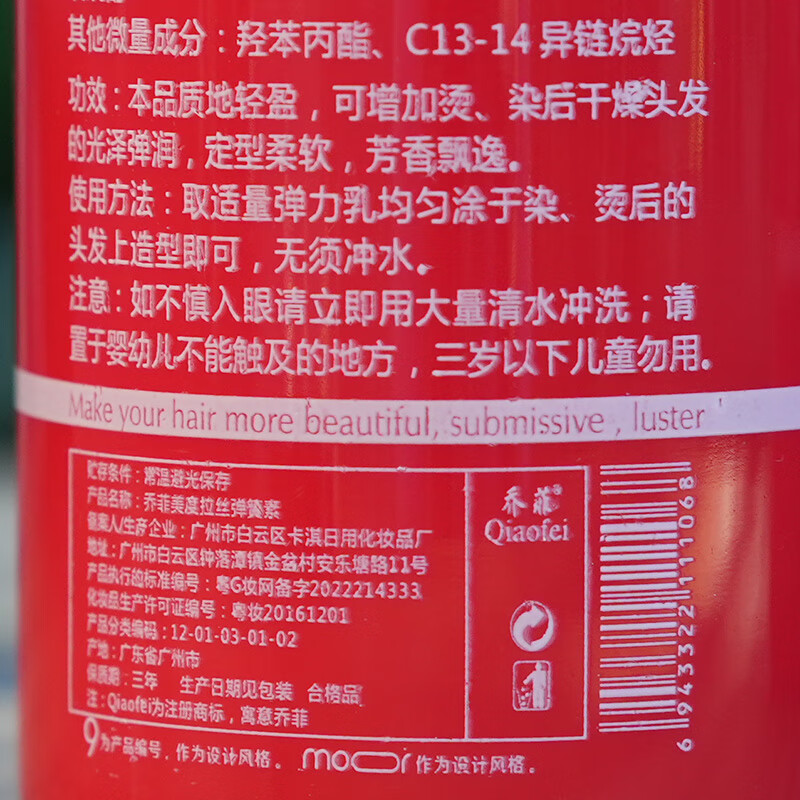 其他微量成分：羟苯丙酯、C13-14 异链烷烃
功效：本品质地轻盈，可增加烫、染后干燥头发
的光泽弹润，定型柔软，芳香飘逸。
使用方法：取适量弹力乳均匀涂于染、烫后的
头发上造型即可，无须冲水。
注意：如不慎入眼请立即用大量清水冲洗；请
置于婴幼儿不能触及的地方，三岁以下儿童勿用。
Make your hair more beautiful, submissive , luster
贮存条件：常温避光保存
产品名称：乔菲美度拉丝弹簧素
备案人/生产企业：广州市白云区卡淇日用化妆品厂
地址：广州市白云区钟落潭镇金盆村安乐塘路11号
产品执行的标准编号：粤G妆网备字2022214333
化妆品生产许可证编号：粤妆20161201
产品分类编码：12-01-03-01-02
产地：广东省广州市
保质期：三年 生产日期见包装 合格品
注：Qiaofei为注册商标，寓意乔菲
乔菲®
Qiaofei
6943322111068
9为产品编号，作为设计风格。 moor作为设计风格。